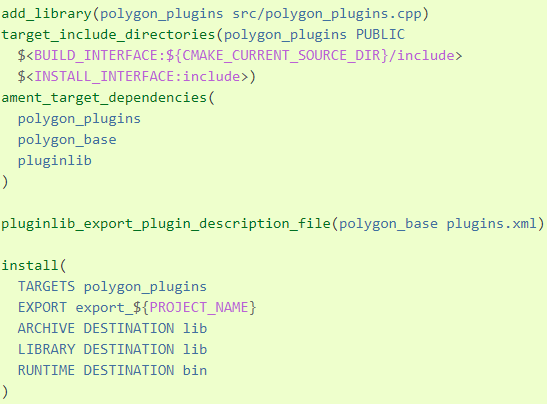 add_library(polygon_plugins src/polygon_plugins.cpp)
target_include_directories(polygon_plugins PUBLIC
  $<BUILD_INTERFACE:${CMAKE_CURRENT_SOURCE_DIR}/include>
  $<INSTALL_INTERFACE:include>)
ament_target_dependencies(
  polygon_plugins
  polygon_base
  pluginlib
)

pluginlib_export_plugin_description_file(polygon_base plugins.xml)

install(
  TARGETS polygon_plugins
  EXPORT export_${PROJECT_NAME}
  ARCHIVE DESTINATION lib
  LIBRARY DESTINATION lib
  RUNTIME DESTINATION bin
)